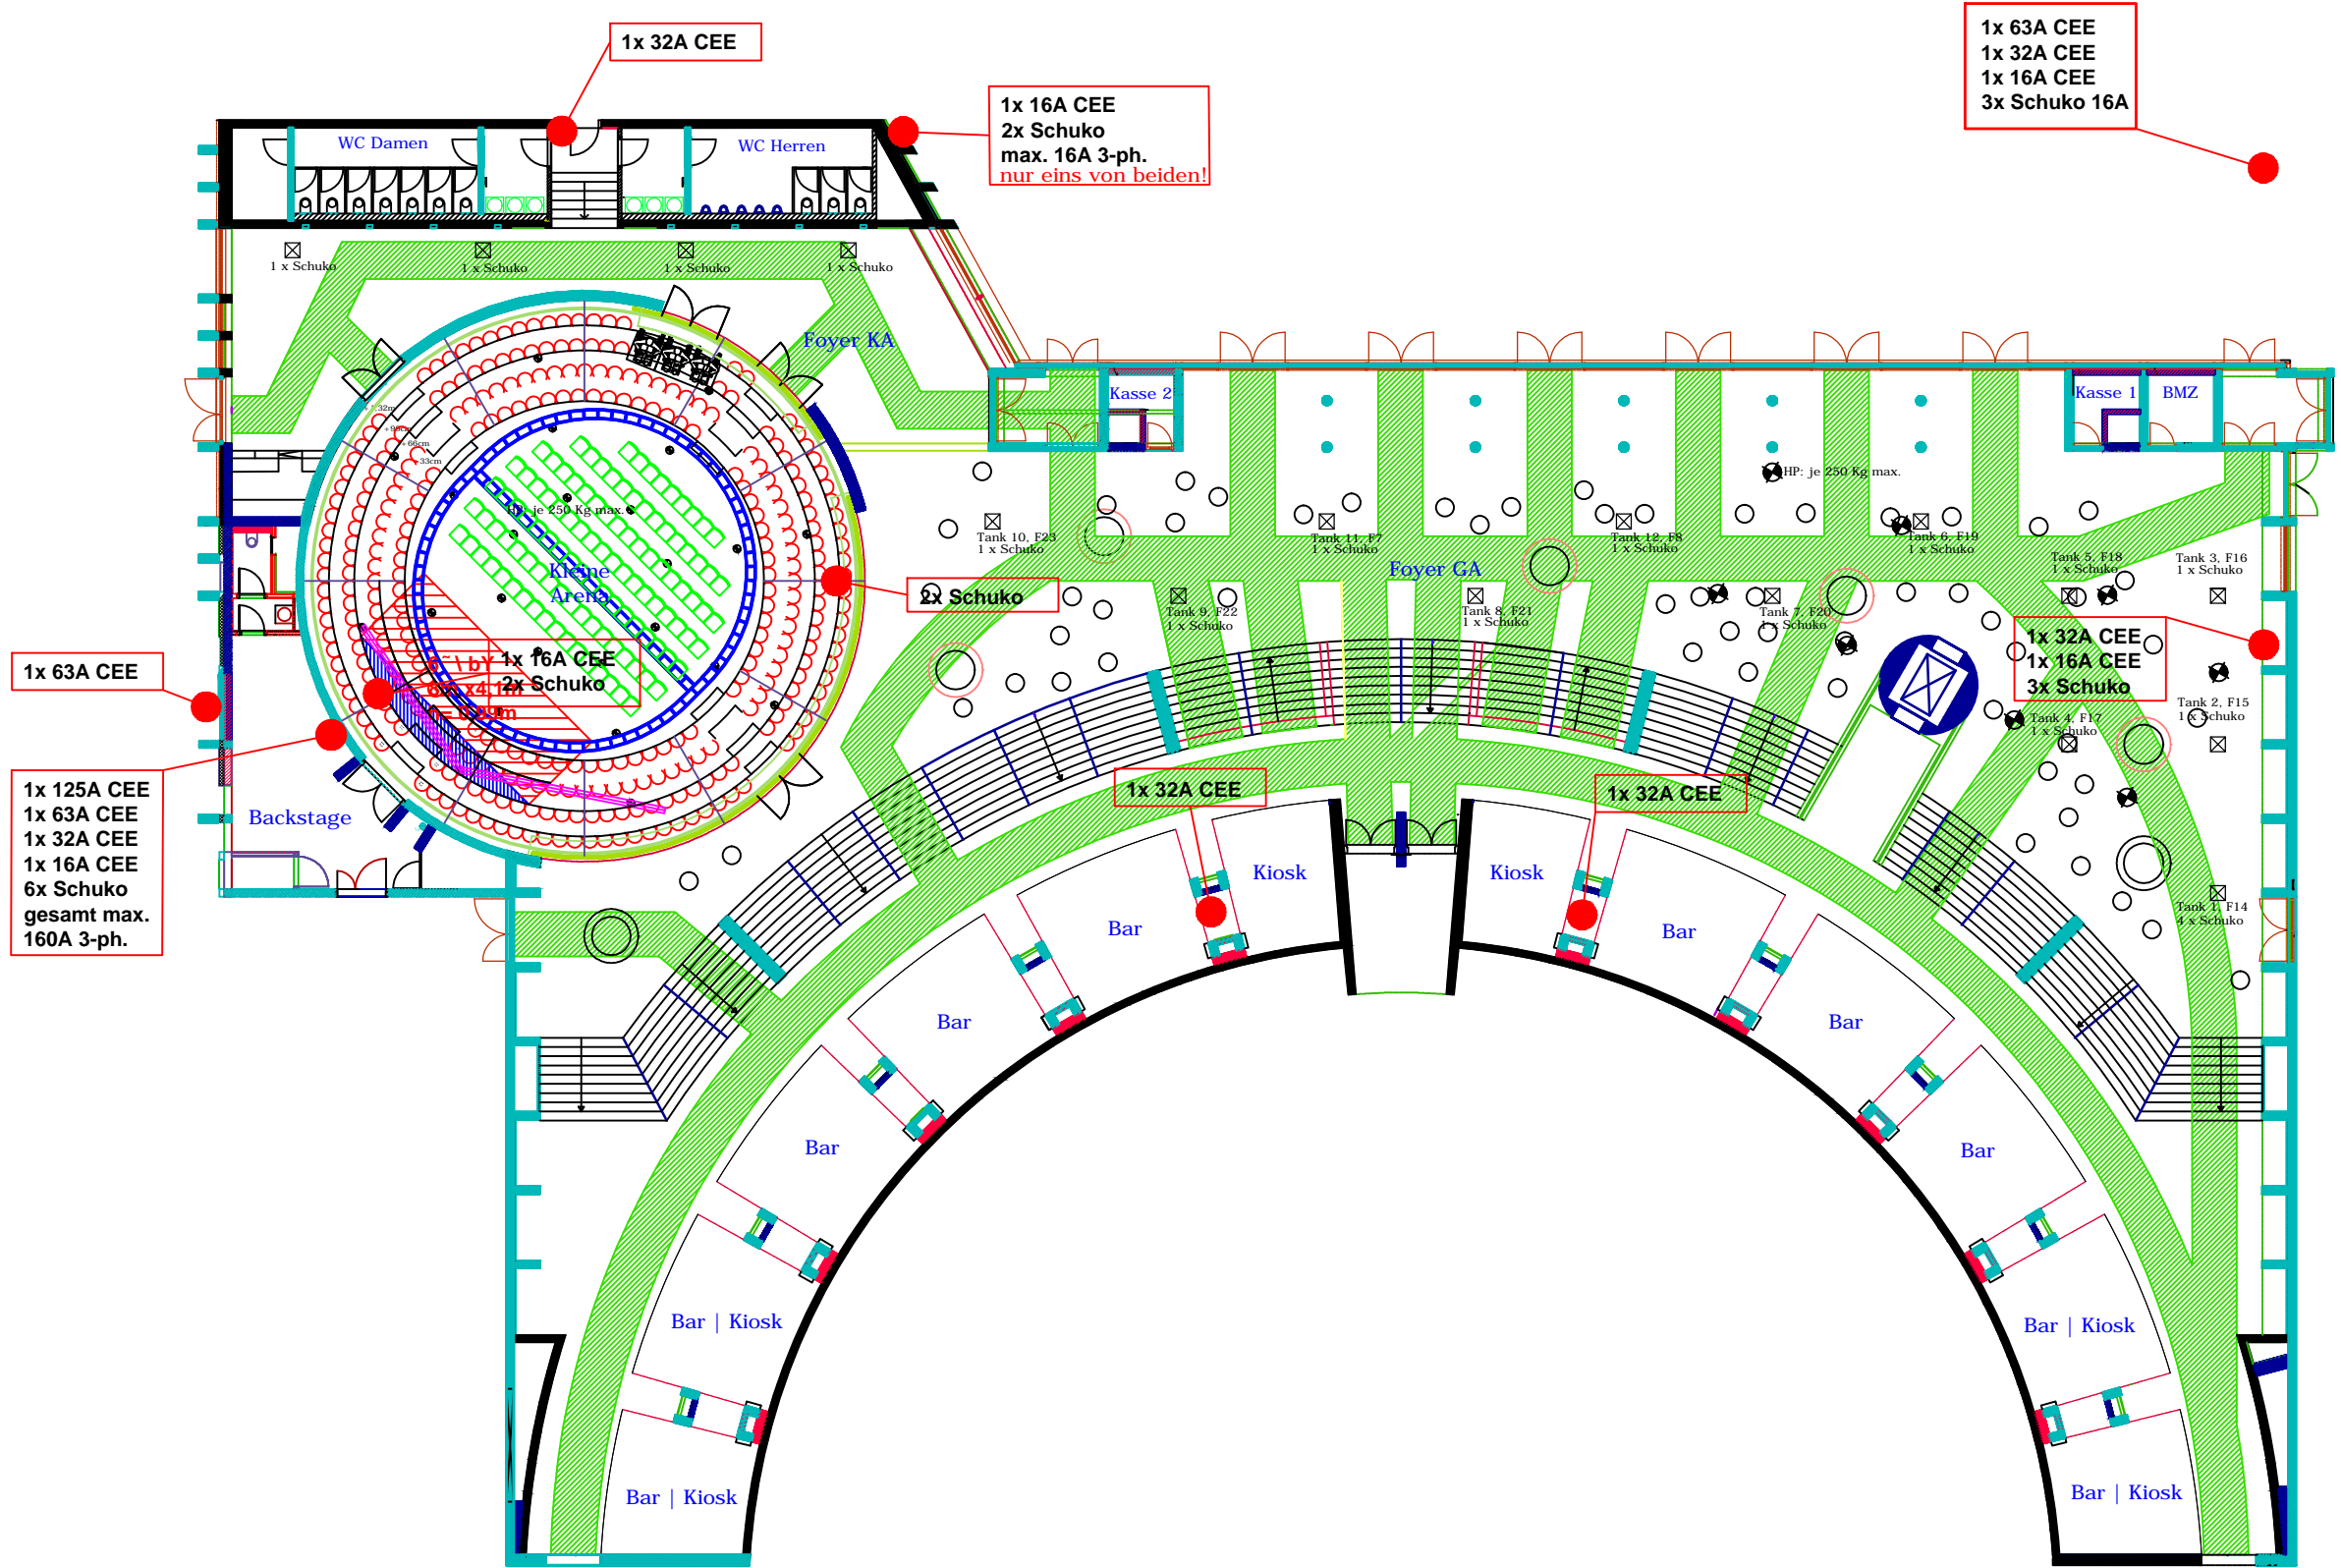 1x 32A CEE
1x 63A CEE
1x 32A CEE
1x 16A CEE
3x Schuko 16A
1x 16A CEE
2x Schuko
max. 16A 3-ph.
nur eins von beiden!
WC Damen
WC Herren
1 x Schuko
1 x Schuko
1 x Schuko
1 x Schuko
Foyer KA
Kasse 2
Kasse 1
BMZ
+66cm
+33cm
HP: je 250 Kg max.
HP: je 250 Kg max.
Tank 10, F23
1 x Schuko
Tank 11, F7
1 x Schuko
Tank 12, F8
1 x Schuko
Tank 6, F19
1 x Schuko
Tank 5, F18
1 x Schuko
Tank 3, F16
1 x Schuko
Foyer GA
Kleine
Arena
2x Schuko
Tank 9, F22
1 x Schuko
Tank 8, F21
1 x Schuko
Tank 7, F20
1 x Schuko
1x 32A CEE
1x 16A CEE
3x Schuko
1x 63A CEE
1x 16A CEE
2x Schuko
Tank 2, F15
1 x Schuko
Tank 4, F17
1 x Schuko
1x 125A CEE
1x 63A CEE
1x 32A CEE
1x 16A CEE
6x Schuko
gesamt max.
160A 3-ph.
Backstage
1x 32A CEE
1x 32A CEE
Kiosk
Kiosk
Tank 1, F14
4 x Schuko
Bar
Bar
Bar
Bar
Bar
Bar
Bar | Kiosk
Bar | Kiosk
Bar | Kiosk
Bar | Kiosk